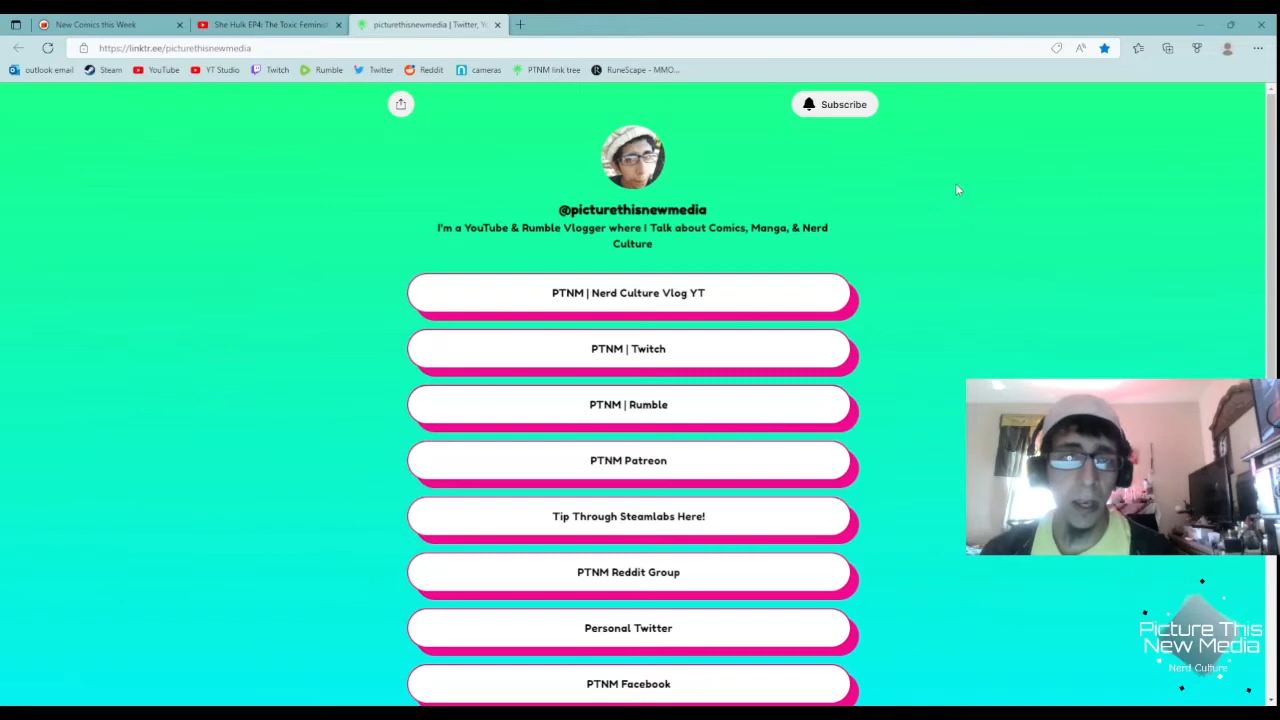 New Comics this Week
She Hulk EP4: The Toxic Feminist
picturethisnewmedia | Twitter, Yo
https://linktr.ee/picturethisnewmedia
outlook email
Steam
YouTube
YT Studio
Twitch
Rumble
Twitter
Reddit
cameras
PTNM link tree
RuneScape - MMO...
Subscribe
@picturethisnewmedia
I'm a YouTube & Rumble Vlogger where I Talk about Comics, Manga, & Nerd
Culture
PTNM | Nerd Culture Vlog YT
PTNM | Twitch
PTNM | Rumble
PTNM Patreon
Tip Through Steamlabs Here!
PTNM Reddit Group
Personal Twitter
PTNM Facebook
Picture This
New Media
Nerd Culture